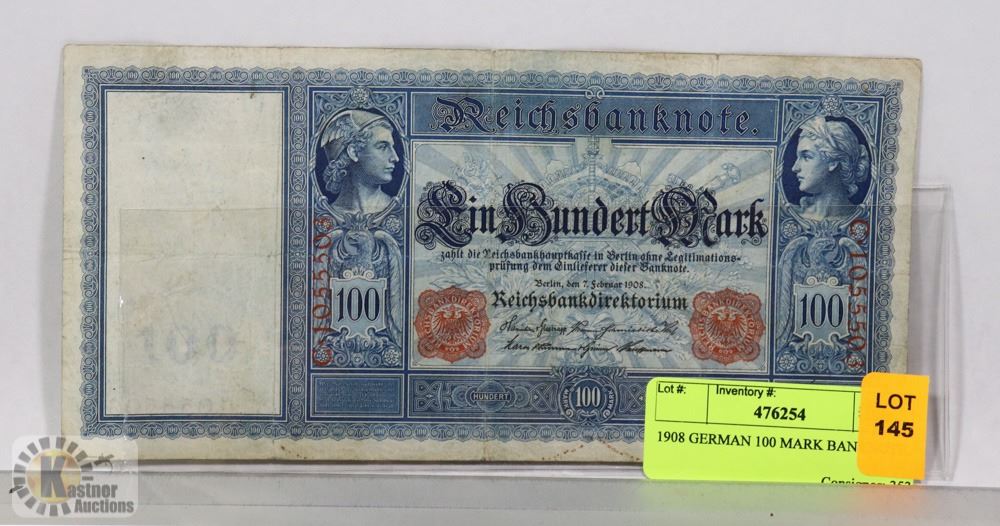 Reichsbanknote.
Ein Hundert Mark
zahlt die Reichsbankhauptkasse in Berlin ohne Legitimations-
prüfung dem Einlieferer dieser Banknote.
Berlin, den 7. Februar 1908.
Reichsbankdirektorium
100
100
HUNDERT
100
MARK
Lot #:
Inventory #:
476254
1908 GERMAN 100 MARK BAN
LOT
145
Kastner
Auctions